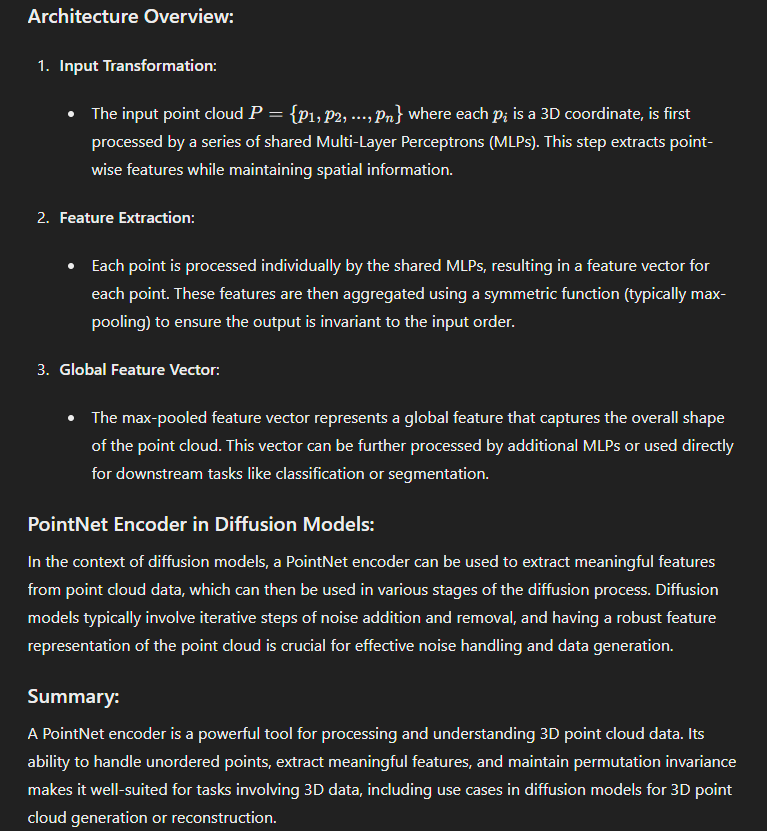 Architecture Overview:
1. Input Transformation:
• The input point cloud P = {p₁, p₂, ..., pₙ} where each pᵢ is a 3D coordinate, is first
processed by a series of shared Multi-Layer Perceptrons (MLPs). This step extracts point-
wise features while maintaining spatial information.
2. Feature Extraction:
• Each point is processed individually by the shared MLPs, resulting in a feature vector for
each point. These features are then aggregated using a symmetric function (typically max-
pooling) to ensure the output is invariant to the input order.
3. Global Feature Vector:
• The max-pooled feature vector represents a global feature that captures the overall shape
of the point cloud. This vector can be further processed by additional MLPs or used directly
for downstream tasks like classification or segmentation.
PointNet Encoder in Diffusion Models:
In the context of diffusion models, a PointNet encoder can be used to extract meaningful features
from point cloud data, which can then be used in various stages of the diffusion process. Diffusion
models typically involve iterative steps of noise addition and removal, and having a robust feature
representation of the point cloud is crucial for effective noise handling and data generation.
Summary:
A PointNet encoder is a powerful tool for processing and understanding 3D point cloud data. Its
ability to handle unordered points, extract meaningful features, and maintain permutation invariance
makes it well-suited for tasks involving 3D data, including use cases in diffusion models for 3D point
cloud generation or reconstruction.